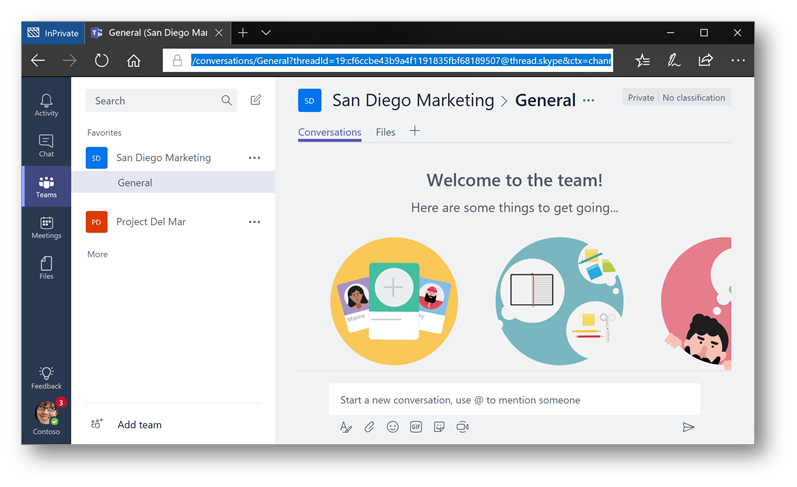 InPrivate
General (San Diego Mar
/conversations/General?threadId=19:cf6ccbe43b9a4f1191835fbf68189507@thread.skype&ctx=chann
Activity
Chat
Teams
Meetings
Files
Feedback
3
Contoso
Search
Favorites
SD San Diego Marketing ...
General
PD Project Del Mar ...
More
Add team
SD San Diego Marketing > General ...
Private | No classification
Conversations Files +
Welcome to the team!
Here are some things to get going...
Maxine
Start a new conversation, use @ to mention someone
GIF